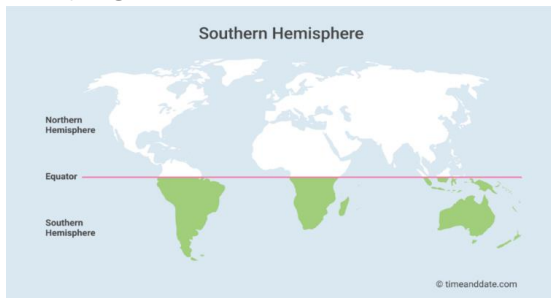 Southern Hemisphere
Northern
Hemisphere
Equator
Southern
Hemisphere
© timeanddate.com